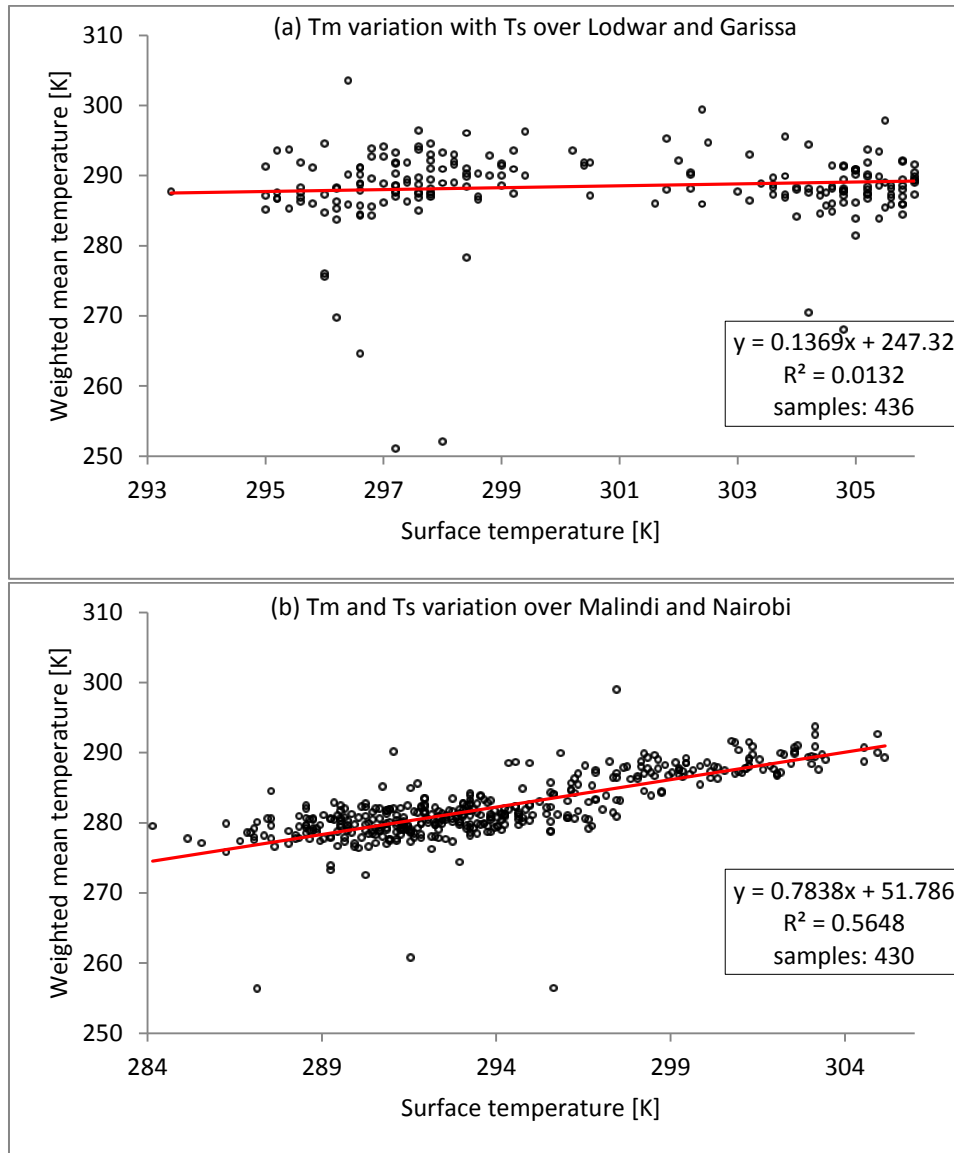 (a) Tm variation with Ts over Lodwar and Garissa
310
300
290
280
270
260
250
Weighted mean temperature [K]
y = 0.1369x + 247.32
R² = 0.0132
samples: 436
293 295 297 299 301 303 305
Surface temperature [K]
(b) Tm and Ts variation over Malindi and Nairobi
310
300
290
280
270
260
250
Weighted mean temperature [K]
y = 0.7838x + 51.786
R² = 0.5648
samples: 430
284 289 294 299 304
Surface temperature [K]